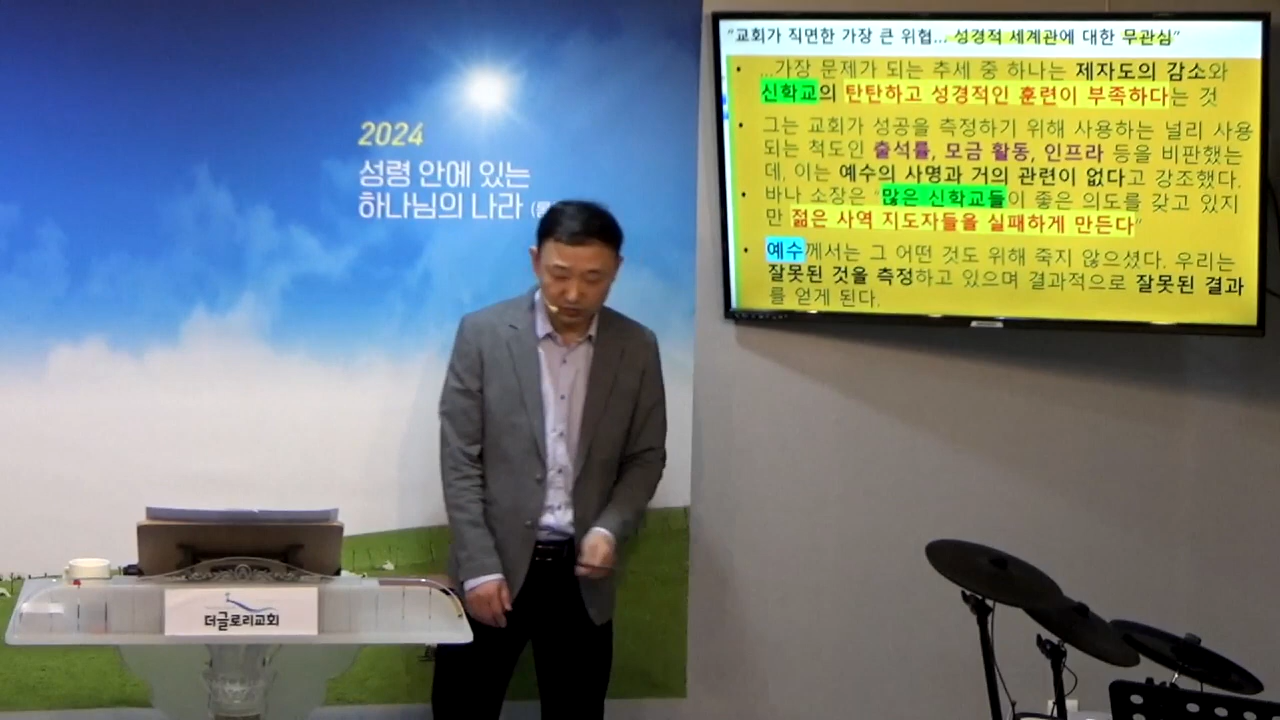 2024
성령 안에 있는
하나님의 나라
"교회가 직면한 가장 큰 위협... 성경적 세계관에 대한 무관심"
• ...가장 문제가 되는 추세 중 하나는 제자도의 감소와
신학교의 탄탄하고 성경적인 훈련이 부족하다는 것
• 그는 교회가 성공을 측정하기 위해 사용하는 널리 사용
되는 척도인 출석률, 모금 활동, 인프라 등을 비판했는
데, 이는 예수의 사명과 거의 관련이 없다고 강조했다.
• 바나 소장은 "많은 신학교들이 좋은 의도를 갖고 있지
만 젊은 사역 지도자들을 실패하게 만든다"
• 예수께서는 그 어떤 것도 위해 죽지 않으셨다. 우리는
잘못된 것을 측정하고 있으며 결과적으로 잘못된 결과
를 얻게 된다.
더글로리교회